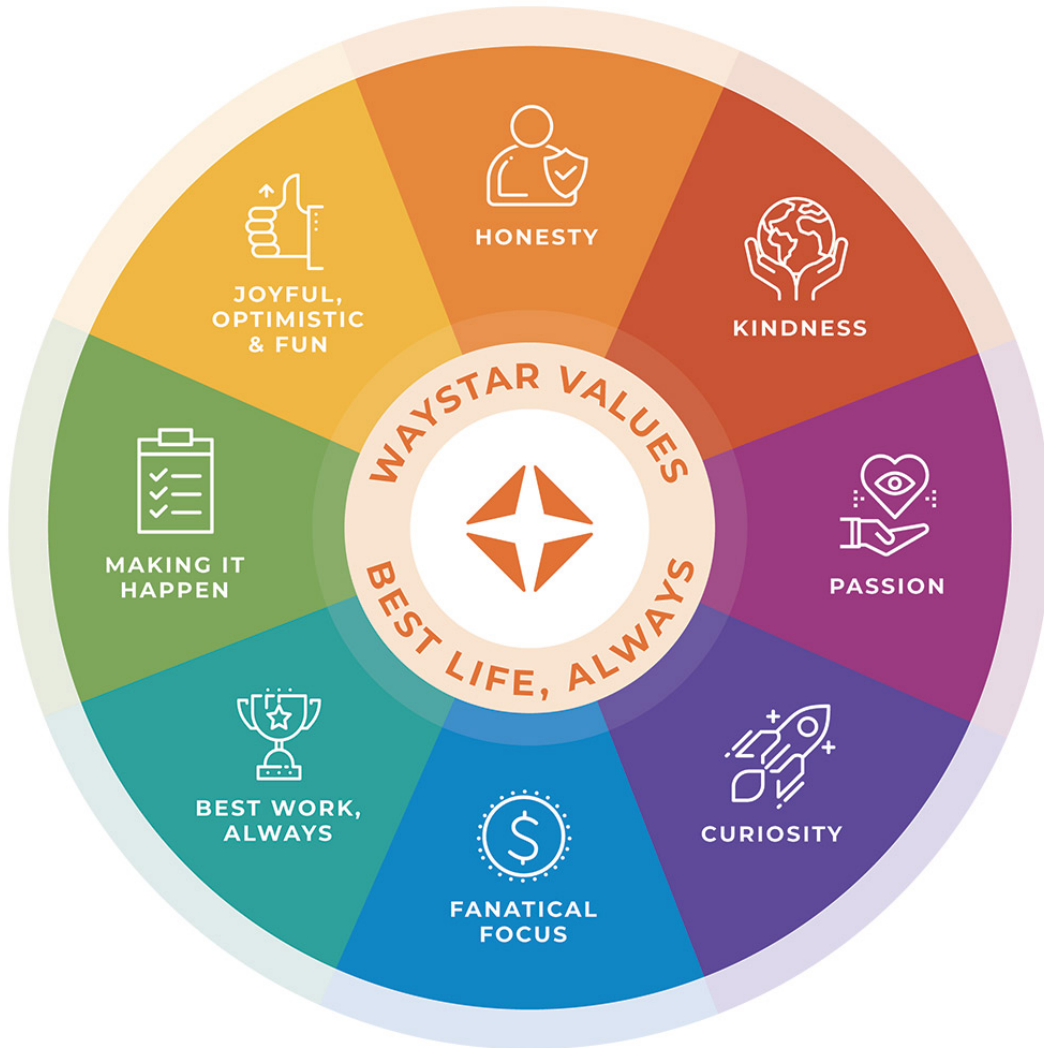 HONESTY
KINDNESS
PASSION
CURIOSITY
FANATICAL
FOCUS
BEST WORK,
ALWAYS
MAKING IT
HAPPEN
JOYFUL,
OPTIMISTIC
& FUN
WAYSTAR VALUES
BEST LIFE, ALWAYS
$